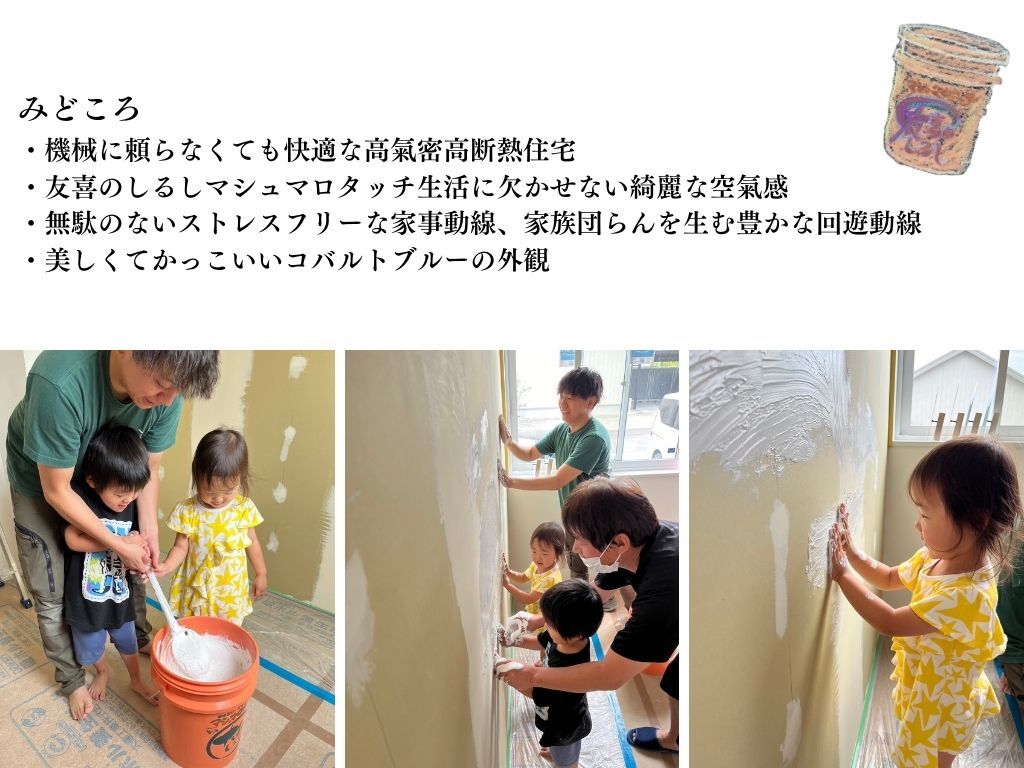 みどころ
・機械に頼らなくても快適な高氣密高断熱住宅
・友喜のしるしマシュマロタッチ生活に欠かせない綺麗な空氣感
・無駄のないストレスフリーな家事動線、家族団らんを生む豊かな回遊動線
・美しくてかっこいいコバルトブルーの外観